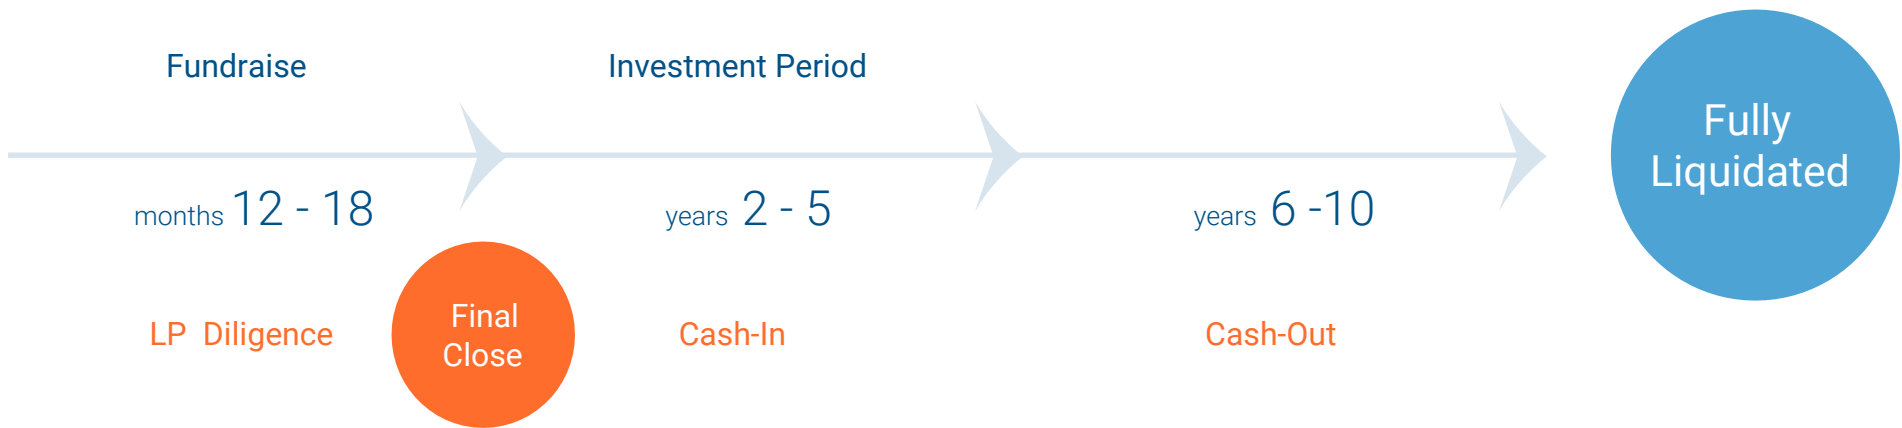 Fundraise
Investment Period
months 12 - 18
years 2 - 5
years 6 -10
Fully
Liquidated
LP Diligence
Final
Close
Cash-In
Cash-Out